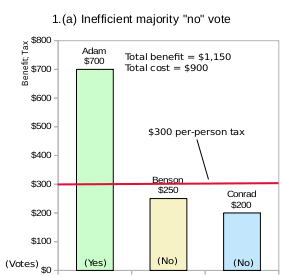 1.(a) Inefficient majority "no" vote
$800
$700
$600
$500
$400
$300
$200
$100
$0
Benefit; Tax
(Votes)
Adam
$700
Total benefit = $1,150
Total cost = $900
$300 per-person tax
Benson
$250
Conrad
$200
(Yes)
(No)
(No)